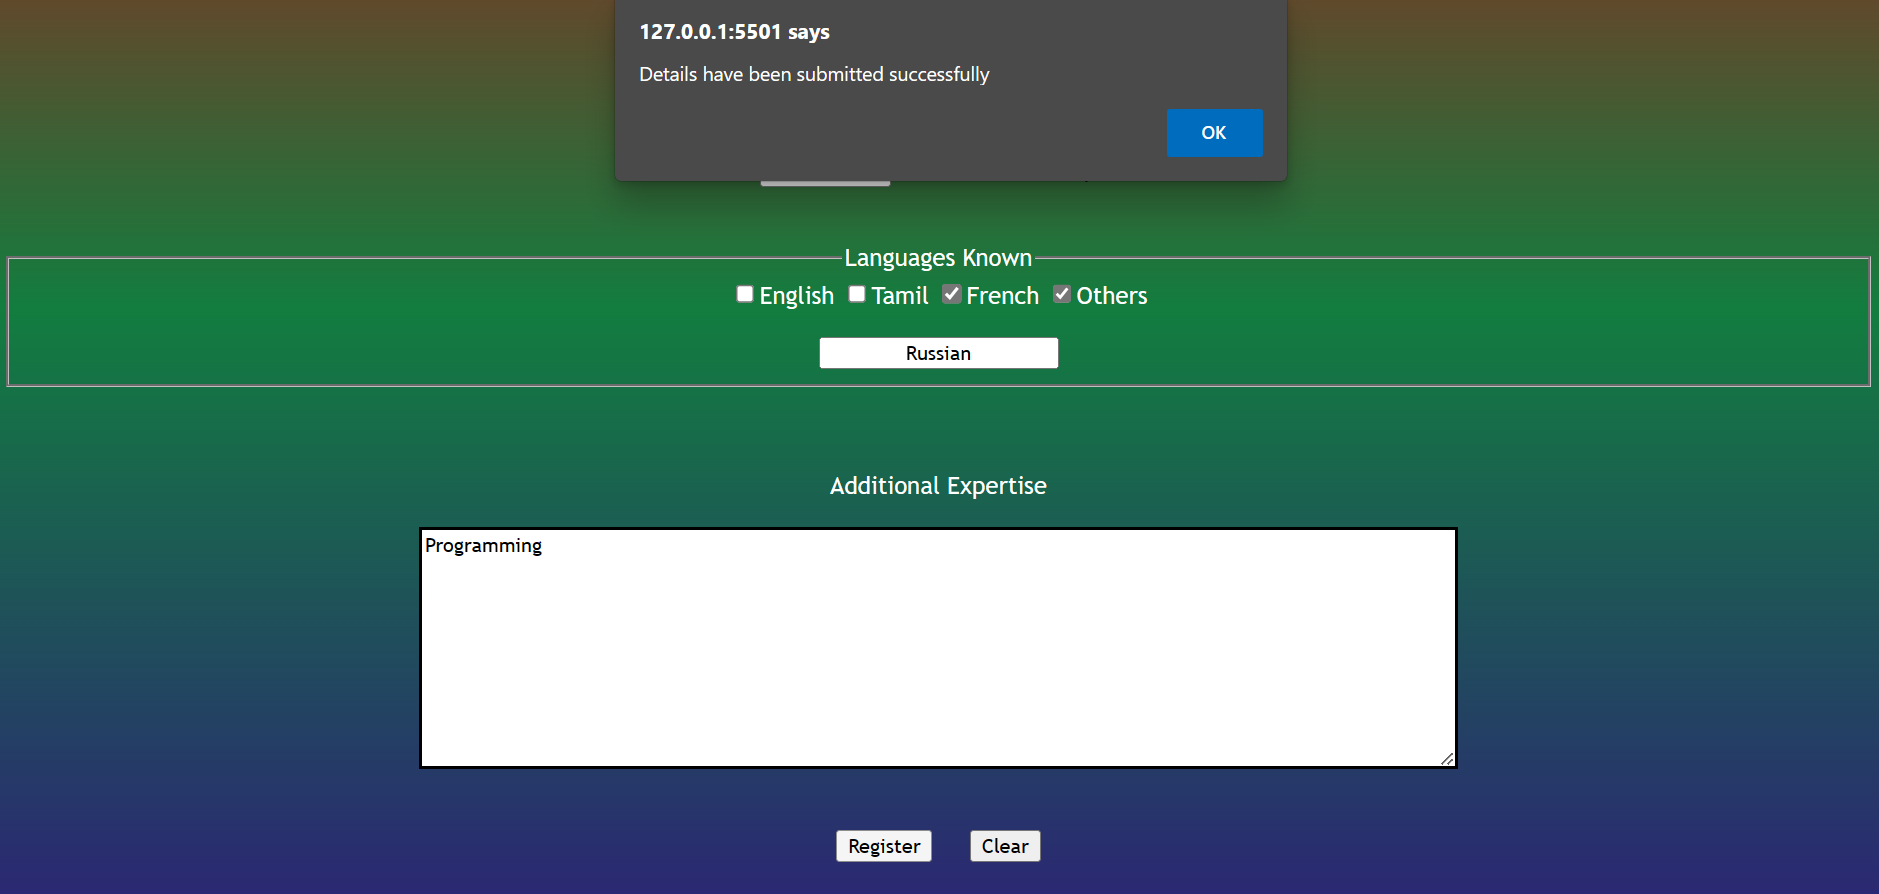 127.0.0.1:5501 says
Details have been submitted successfully
OK
Languages Known
English Tamil French Others
Russian
Additional Expertise
Programming
Register Clear